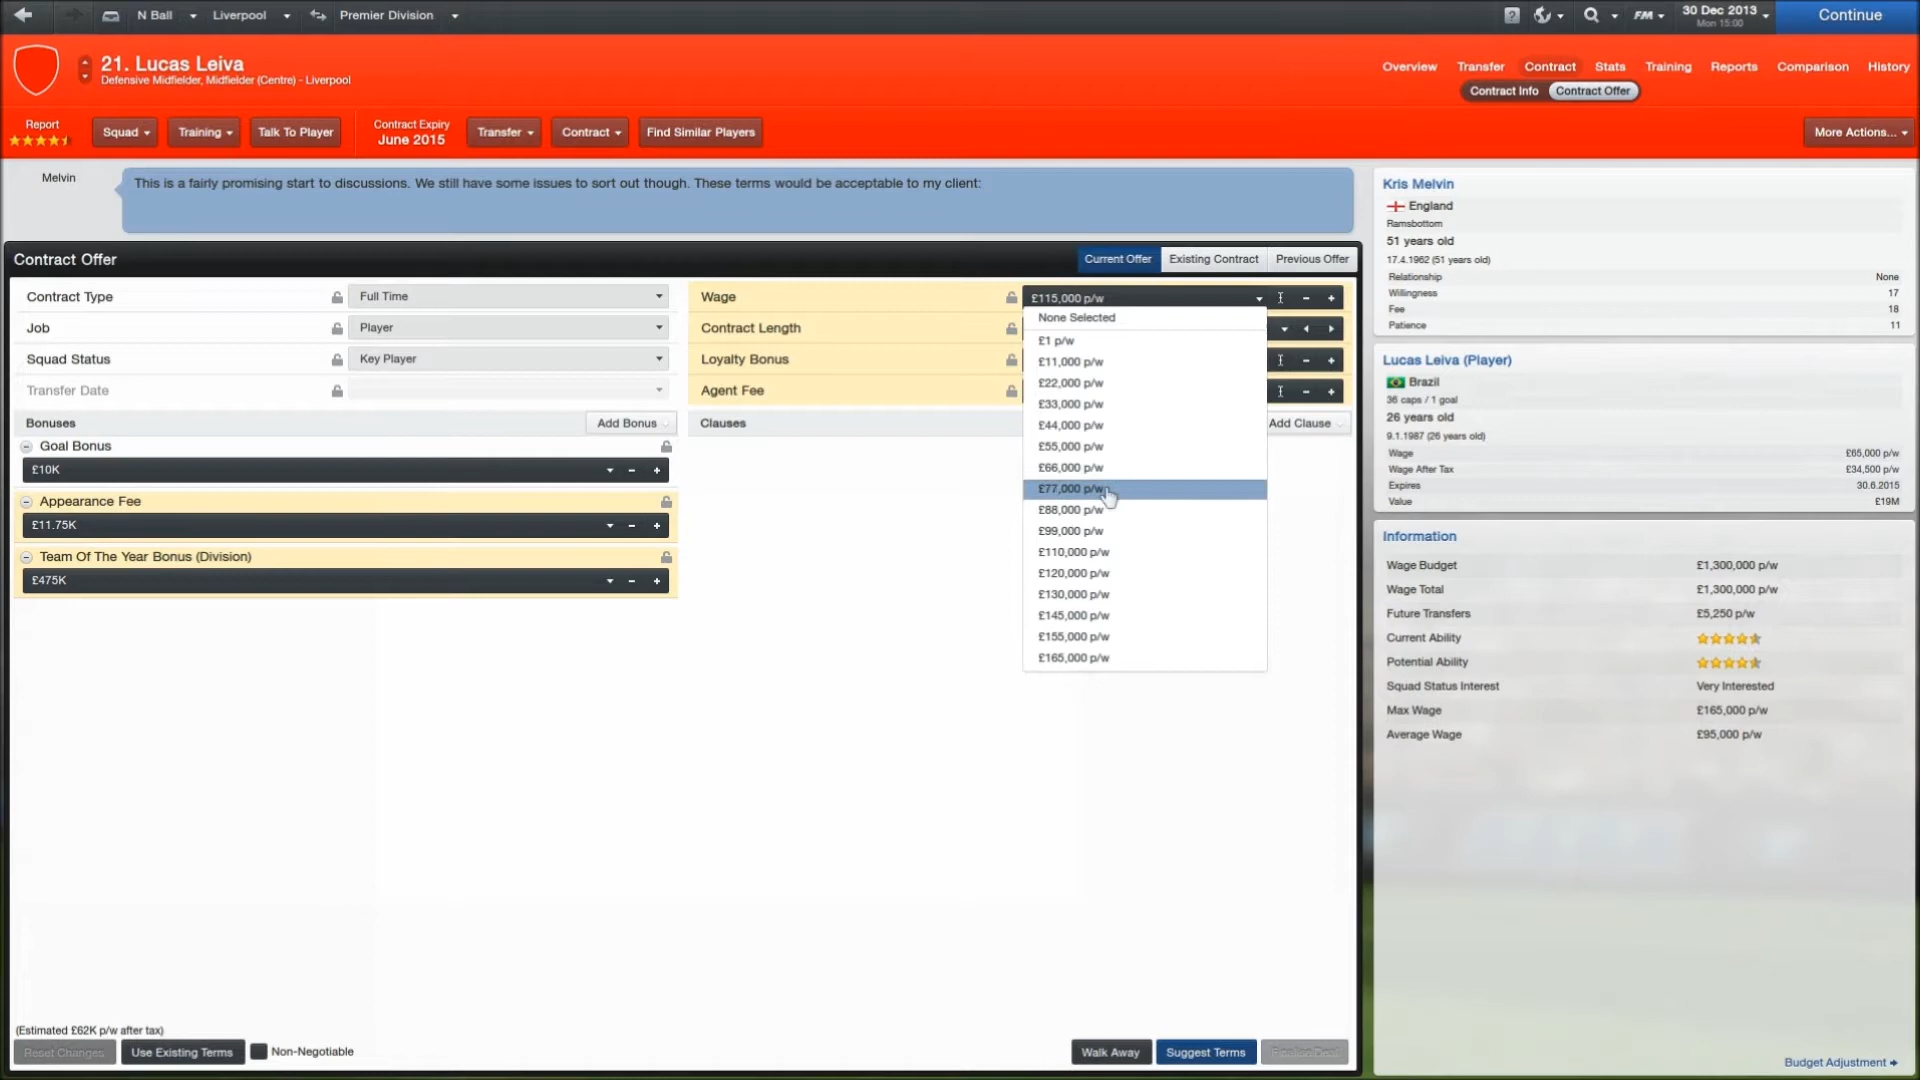 N Ball
Liverpool
Premier Division
FM
30 Dec 2013
Mon 15:00
Continue
21. Lucas Leiva
Defensive Midfielder, Midfielder (Centre) - Liverpool
Overview
Transfer
Contract
Stats
Training
Reports
Comparison
History
Contract Info
Contract Offer
Report
Squad
Training
Talk To Player
Contract Expiry
June 2015
Transfer
Contract
Find Similar Players
More Actions...
Melvin
This is a fairly promising start to discussions. We still have some issues to sort out though. These terms would be acceptable to my client:
Contract Offer
Current Offer
Existing Contract
Previous Offer
Contract Type
Full Time
Job
Player
Squad Status
Key Player
Transfer Date
Bonuses
Add Bonus
Goal Bonus
£10K
Appearance Fee
£11.75K
Team Of The Year Bonus (Division)
£475K
Wage
£115,000 p/w
Contract Length
Loyalty Bonus
Agent Fee
Clauses
Add Clause
None Selected
£1 p/w
£11,000 p/w
£22,000 p/w
£33,000 p/w
£44,000 p/w
£55,000 p/w
£66,000 p/w
£77,000 p/w
£88,000 p/w
£99,000 p/w
£110,000 p/w
£120,000 p/w
£130,000 p/w
£145,000 p/w
£155,000 p/w
£165,000 p/w
(Estimated £62K p/w after tax)
Reset Changes
Use Existing Terms
Non-Negotiable
Walk Away
Suggest Terms
Kris Melvin
England
Ramsbottom
51 years old
17.4.1962 (51 years old)
Relationship None
Willingness 17
Fee 18
Patience 11
Lucas Leiva (Player)
Brazil
36 caps / 1 goal
26 years old
9.1.1987 (26 years old)
Wage £65,000 p/w
Wage After Tax £34,500 p/w
Expires 30.6.2015
Value £19M
Information
Wage Budget £1,300,000 p/w
Wage Total £1,300,000 p/w
Future Transfers £5,250 p/w
Current Ability
Potential Ability
Squad Status Interest Very Interested
Max Wage £165,000 p/w
Average Wage £95,000 p/w
Budget Adjustment